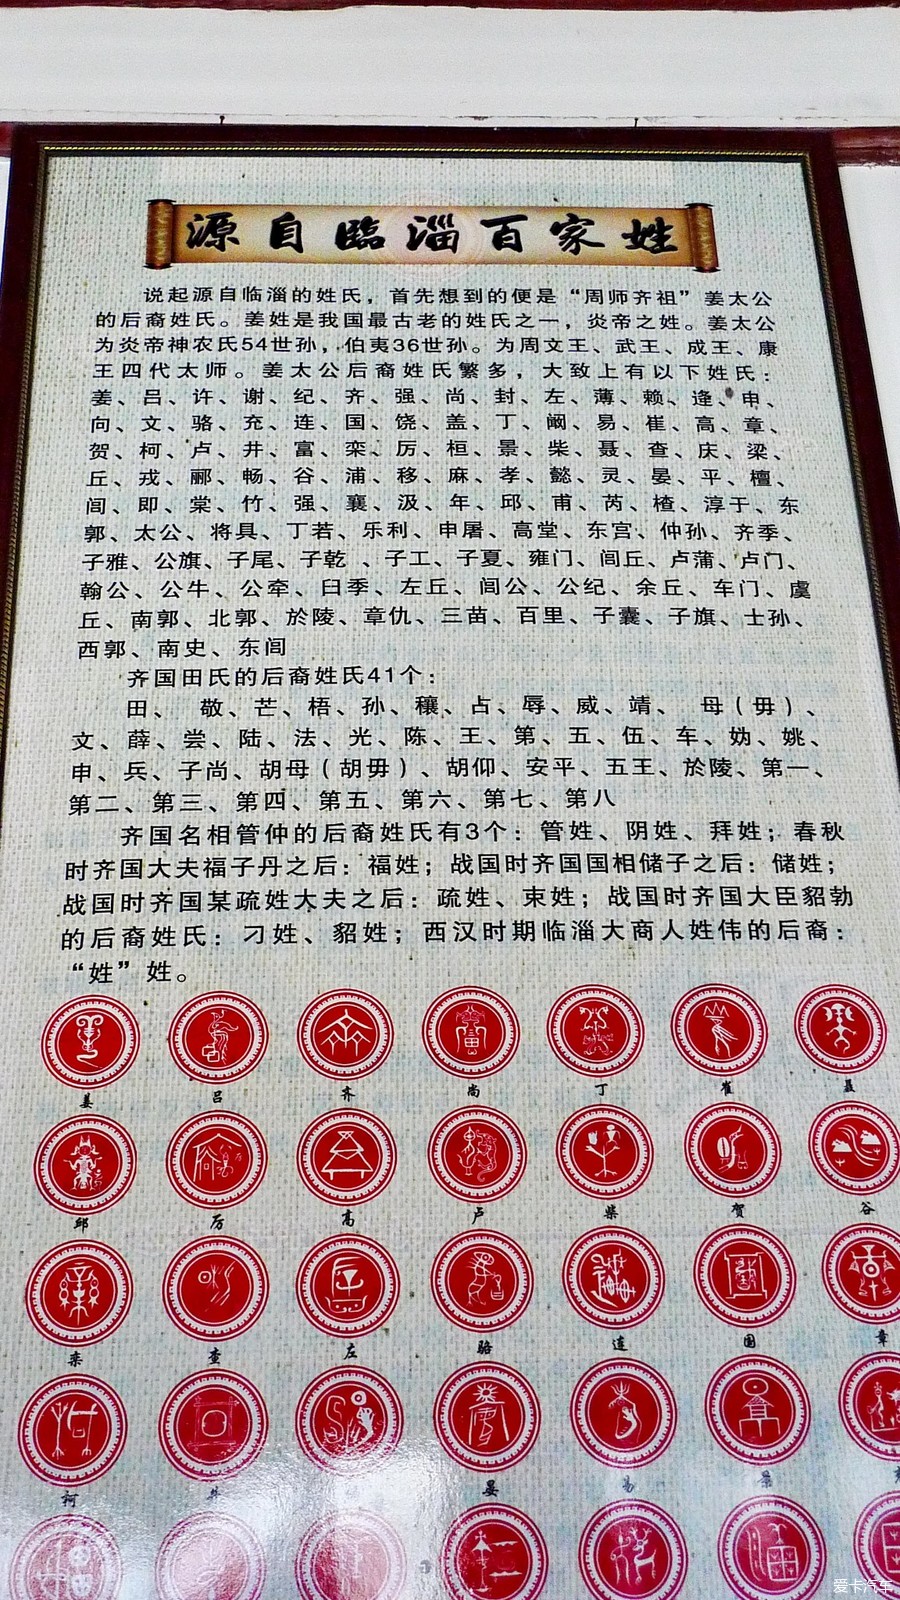 源自臨淄百家姓
说起源自临淄的姓氏，首先想到的便是“周师齐祖”姜太公
的后裔姓氏。姜姓是我国最古老的姓氏之一，炎帝之姓。姜太公
为炎帝神农氏54世孙，伯夷36世孙。为周文王、武王、成王、康
王四代太师。姜太公后裔姓氏繁多，大致上有以下姓氏：
姜、吕、许、谢、纪、齐、强、尚、封、左、薄、赖、逄、申、
向、文、骆、充、连、国、饶、盖、丁、阚、易、崔、高、章、
贺、柯、卢、井、富、栾、厉、桓、景、柴、聂、查、庆、梁、
丘、戎、郦、畅、谷、浦、移、麻、孝、懿、灵、晏、平、檀、
闾、即、棠、竹、强、襄、汲、年、邱、甫、芮、楂、淳于、东
郭、太公、将具、丁若、乐利、申屠、高堂、东宫、仲孙、齐季、
子雅、公旗、子尾、子乾 、子工、子夏、雍门、闾丘、卢蒲、卢门、
翰公、公牛、公牵、臼季、左丘、闾公、公纪、余丘、车门、虞
丘、南郭、北郭、於陵、章仇、三苗、百里、子囊、子旗、士孙、
西郭、南史、东闾
齐国田氏的后裔姓氏41个：
田、 敬、芒、梧、孙、穰、占、辱、威、靖、 母（毋）、
文、薛、尝、陆、法、光、陈、王、第、五、伍、车、妫、姚、
申、兵、子尚、胡母（胡毋）、胡仰、安平、五王、於陵、第一、
第二、第三、第四、第五、第六、第七、第八
齐国名相管仲的后裔姓氏有3个：管姓、阴姓、拜姓；春秋
时齐国大夫福子丹之后：福姓；战国时齐国国相储子之后：储姓；
战国时齐国某疏姓大夫之后：疏姓、束姓；战国时齐国大臣貂勃
的后裔姓氏：刁姓、貂姓；西汉时期临淄大商人姓伟的后裔：
“姓”姓。
姜 吕 齐 尚 丁 崔 聂
邱 厉 高 卢 柴 贺 谷
栾 查 左 骆 连 国 章
柯 井 晏 易 景
爱卡汽车